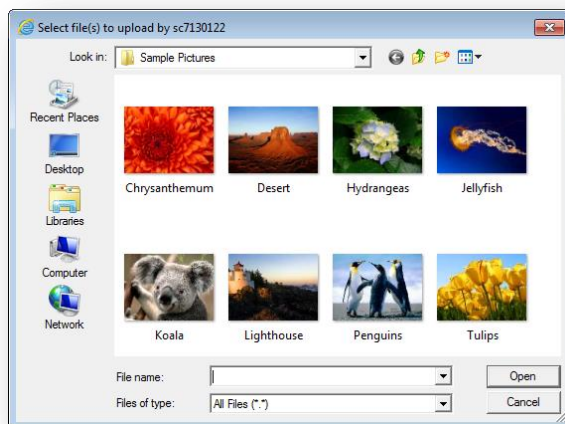 Select file(s) to upload by sc7130122
Look in:
Sample Pictures
Recent Places
Desktop
Libraries
Computer
Network
Chrysanthemum
Desert
Hydrangeas
Jellyfish
Koala
Lighthouse
Penguins
Tulips
File name:
Open
Files of type:
All Files (*.*)
Cancel